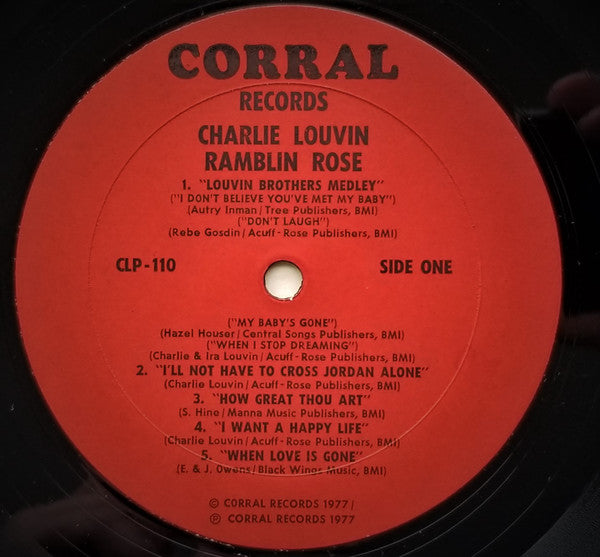 CORRAL
RECORDS
CHARLIE LOUVIN
RAMBLIN ROSE
1. "LOUVIN BROTHERS MEDLEY"
("I DON'T BELIEVE YOU'VE MET MY BABY")
(Autry Inman/Tree Publishers, BMI)
("DON'T LAUGH")
(Rebe Gosdin/Acuff-Rose Publishers, BMI)
CLP-110 SIDE ONE
("MY BABY'S GONE")
(Hazel Houser/Central Songs Publishers, BMI)
("WHEN I STOP DREAMING")
(Charlie & Ira Louvin/Acuff-Rose Publishers, BMI)
2. "I'LL NOT HAVE TO CROSS JORDAN ALONE"
(Charlie Louvin/Acuff-Rose Publishers, BMI)
3. "HOW GREAT THOU ART"
(S. Hine/Manna Music Publishers, BMI)
4. "I WANT A HAPPY LIFE"
(Charlie Louvin/Acuff-Rose Publishers, BMI)
5. "WHEN LOVE IS GONE"
(E. & J. Owens/Black Wings Music, BMI)
© CORRAL RECORDS 1977/
℗ CORRAL RECORDS 1977